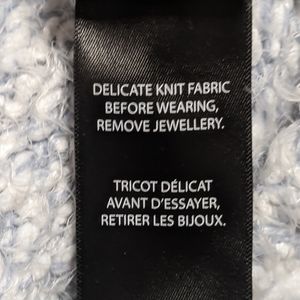 DELICATE KNIT FABRIC
BEFORE WEARING,
REMOVE JEWELLERY.
TRICOT DÉLICAT
AVANT D'ESSAYER,
RETIRER LES BIJOUX.